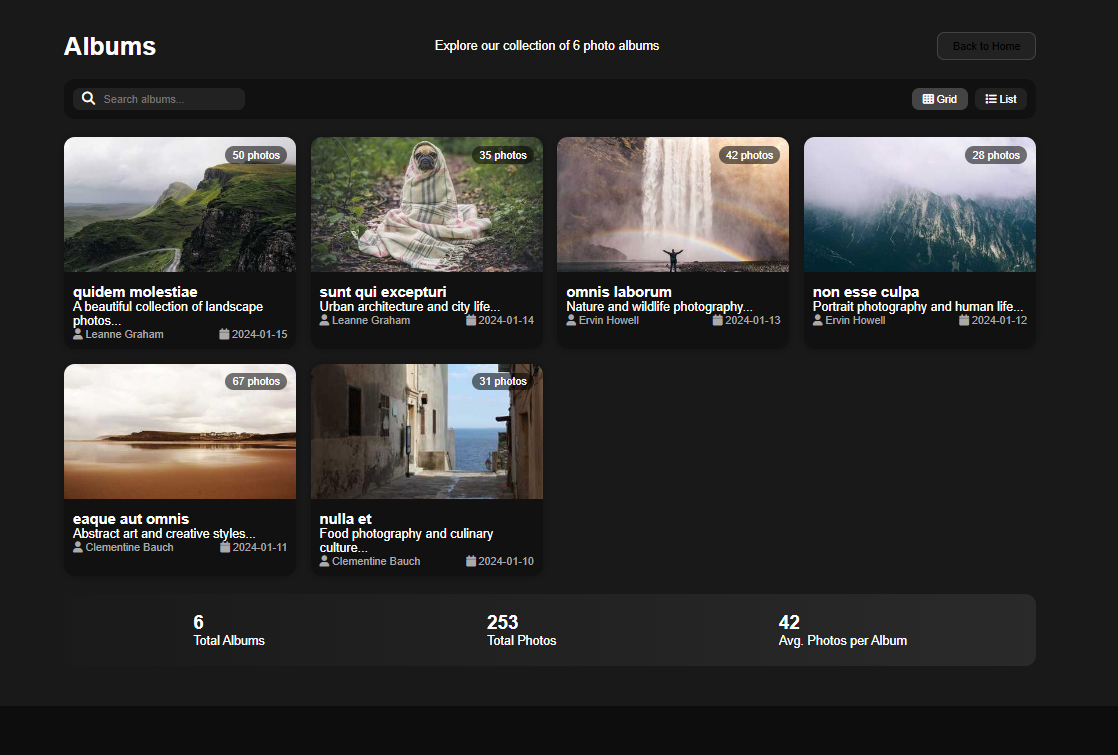 Albums
Explore our collection of 6 photo albums
Back to Home
Search albums...
Grid
List
50 photos
35 photos
42 photos
28 photos
quidem molestiae
A beautiful collection of landscape
photos...
Leanne Graham
2024-01-15
sunt qui excepturi
Urban architecture and city life...
Leanne Graham
2024-01-14
omnis laborum
Nature and wildlife photography...
Ervin Howell
2024-01-13
non esse culpa
Portrait photography and human life...
Ervin Howell
2024-01-12
67 photos
31 photos
eaque aut omnis
Abstract art and creative styles...
Clementine Bauch
2024-01-11
nulla et
Food photography and culinary
culture...
Clementine Bauch
2024-01-10
6
Total Albums
253
Total Photos
42
Avg. Photos per Album